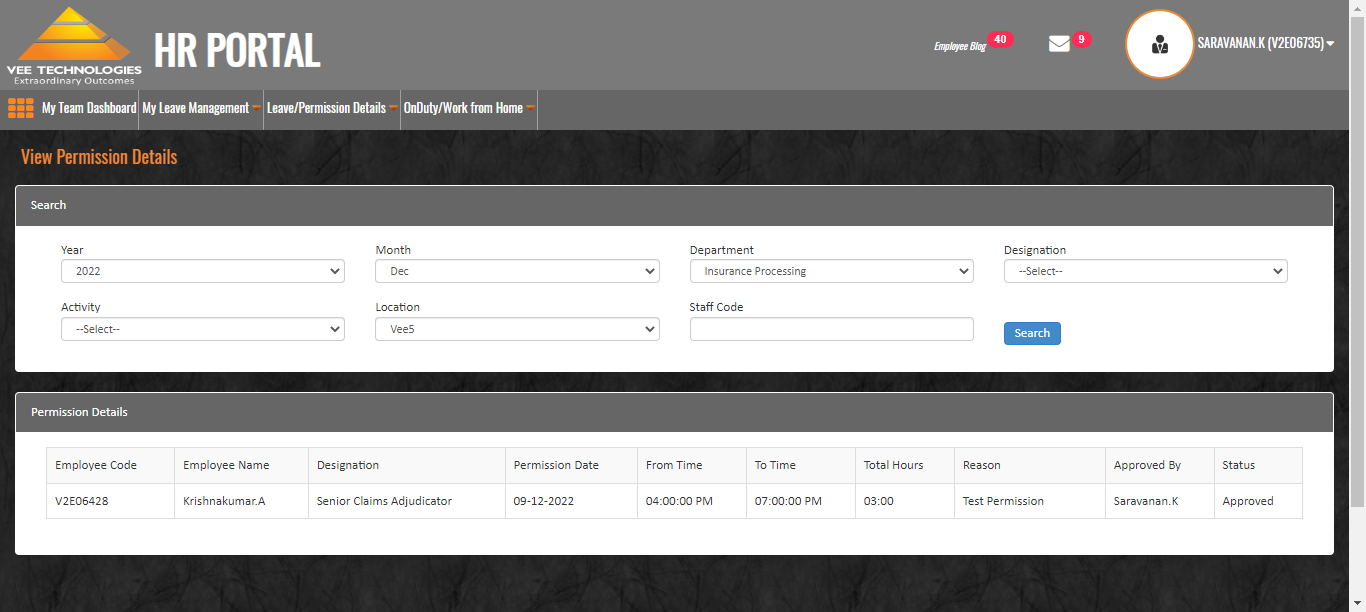 VEE TECHNOLOGIES
Extraordinary Outcomes
HR PORTAL
Employee Blog 40
9
SARAVANAN.K (V2E06735)
My Team Dashboard My Leave Management Leave/Permission Details OnDuty/Work from Home
View Permission Details
Search
Year Month Department Designation
2022 Dec Insurance Processing --Select--
Activity Location Staff Code
--Select-- Vee5
Search
Permission Details
Employee Code Employee Name Designation Permission Date From Time To Time Total Hours Reason Approved By Status
V2E06428 Krishnakumar.A Senior Claims Adjudicator 09-12-2022 04:00:00 PM 07:00:00 PM 03:00 Test Permission Saravanan.K Approved